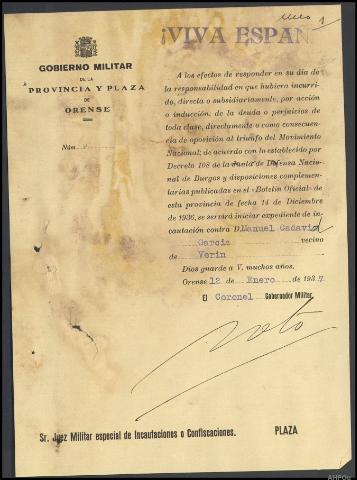 ¡VIVA ESPAÑ
1
GOBIERNO MILITAR
DE LA
PROVINCIA Y PLAZA
DE
ORENSE
Núm.
A los efectos de responder en su día de
la responsabilidad en que hubiera incurri-
do, directa o subsidiariamente, por acción
o inducción, de la deuda o perjuicios de
toda clase, directamente o como consecuen-
cia de oposición al triunfo del Movimiento
Nacional; de acuerdo con lo establecido por
Decreto 108 de la Junta de Defensa Nacio-
nal de Burgos y disposiciones complemen-
tarias publicadas en el «Botletín Oficial» de
esta provincia de fecha 14 de Diciembre
de 1936, se servirá iniciar expediente de in-
cautación contra D. Manuel Cadavid
García vecino
de Verin
Dios guarde a V. muchos años.
Orense 12 de Enero de 1937
El Coronel Gobernador Militar,
Soto
Sr. Juez Militar especial de Incautaciones o Confiscaciones. PLAZA
AHPOu